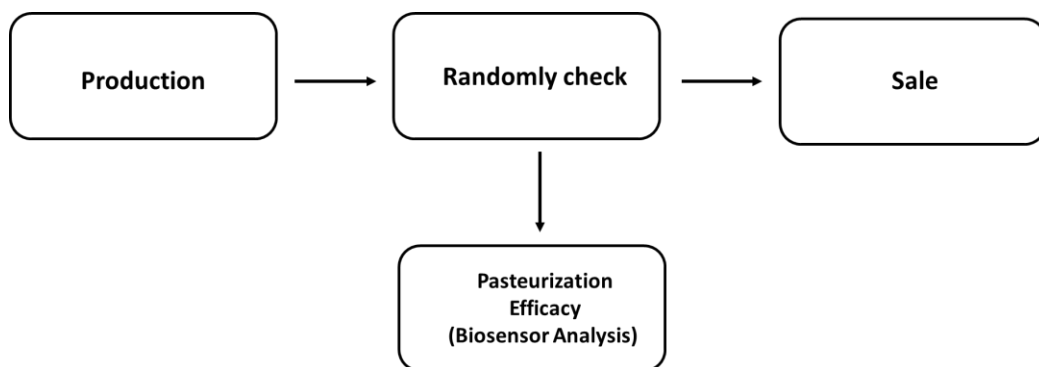 Production
Randomly check
Sale
Pasteurization
Efficacy
(Biosensor Analysis)